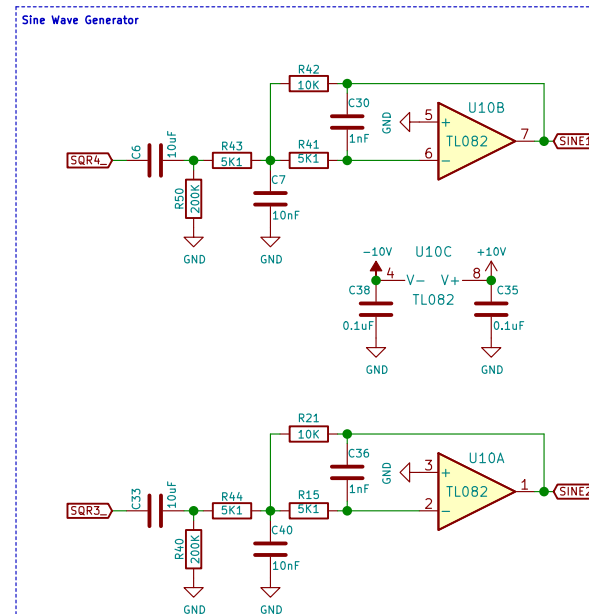 Sine Wave Generator
R42
10K
C30
1nF
GND
5
+
U10B
TL082
7
SINE1
6
-
SQR4_
C6
10uF
R43
5K1
R41
5K1
R50
200K
C7
10nF
GND
GND
-10V
U10C
+10V
4
V-
V+
8
C38
TL082
C35
0.1uF
0.1uF
GND
GND
R21
10K
C36
1nF
GND
3
+
U10A
TL082
1
SINE2
2
-
SQR3_
C33
10uF
R44
5K1
R15
5K1
R40
200K
C40
10nF
GND
GND